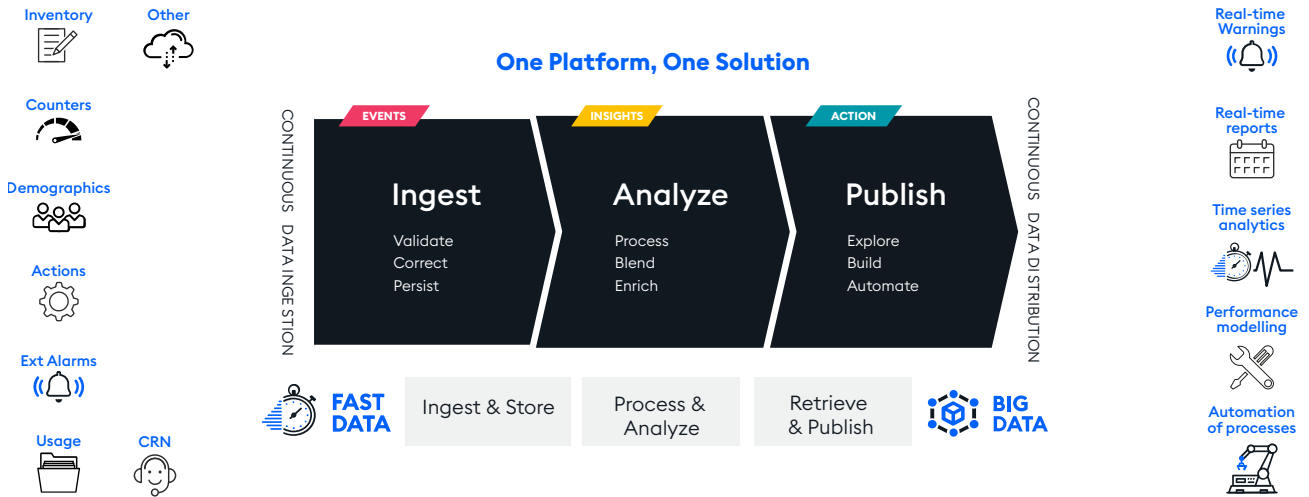 Inventory
Other
Counters
Demographics
Actions
Ext Alarms
Usage
CRN
One Platform, One Solution
CONTINUOUS DATA INGESTION
EVENTS
Ingest
Validate
Correct
Persist
INSIGHTS
Analyze
Process
Blend
Enrich
ACTION
Publish
Explore
Build
Automate
CONTINUOUS DATA DISTRIBUTION
FAST
DATA
Ingest & Store
Process &
Analyze
Retrieve
& Publish
BIG
DATA
Real-time
Warnings
Real-time
reports
Time series
analytics
Performance
modelling
Automation
of processes